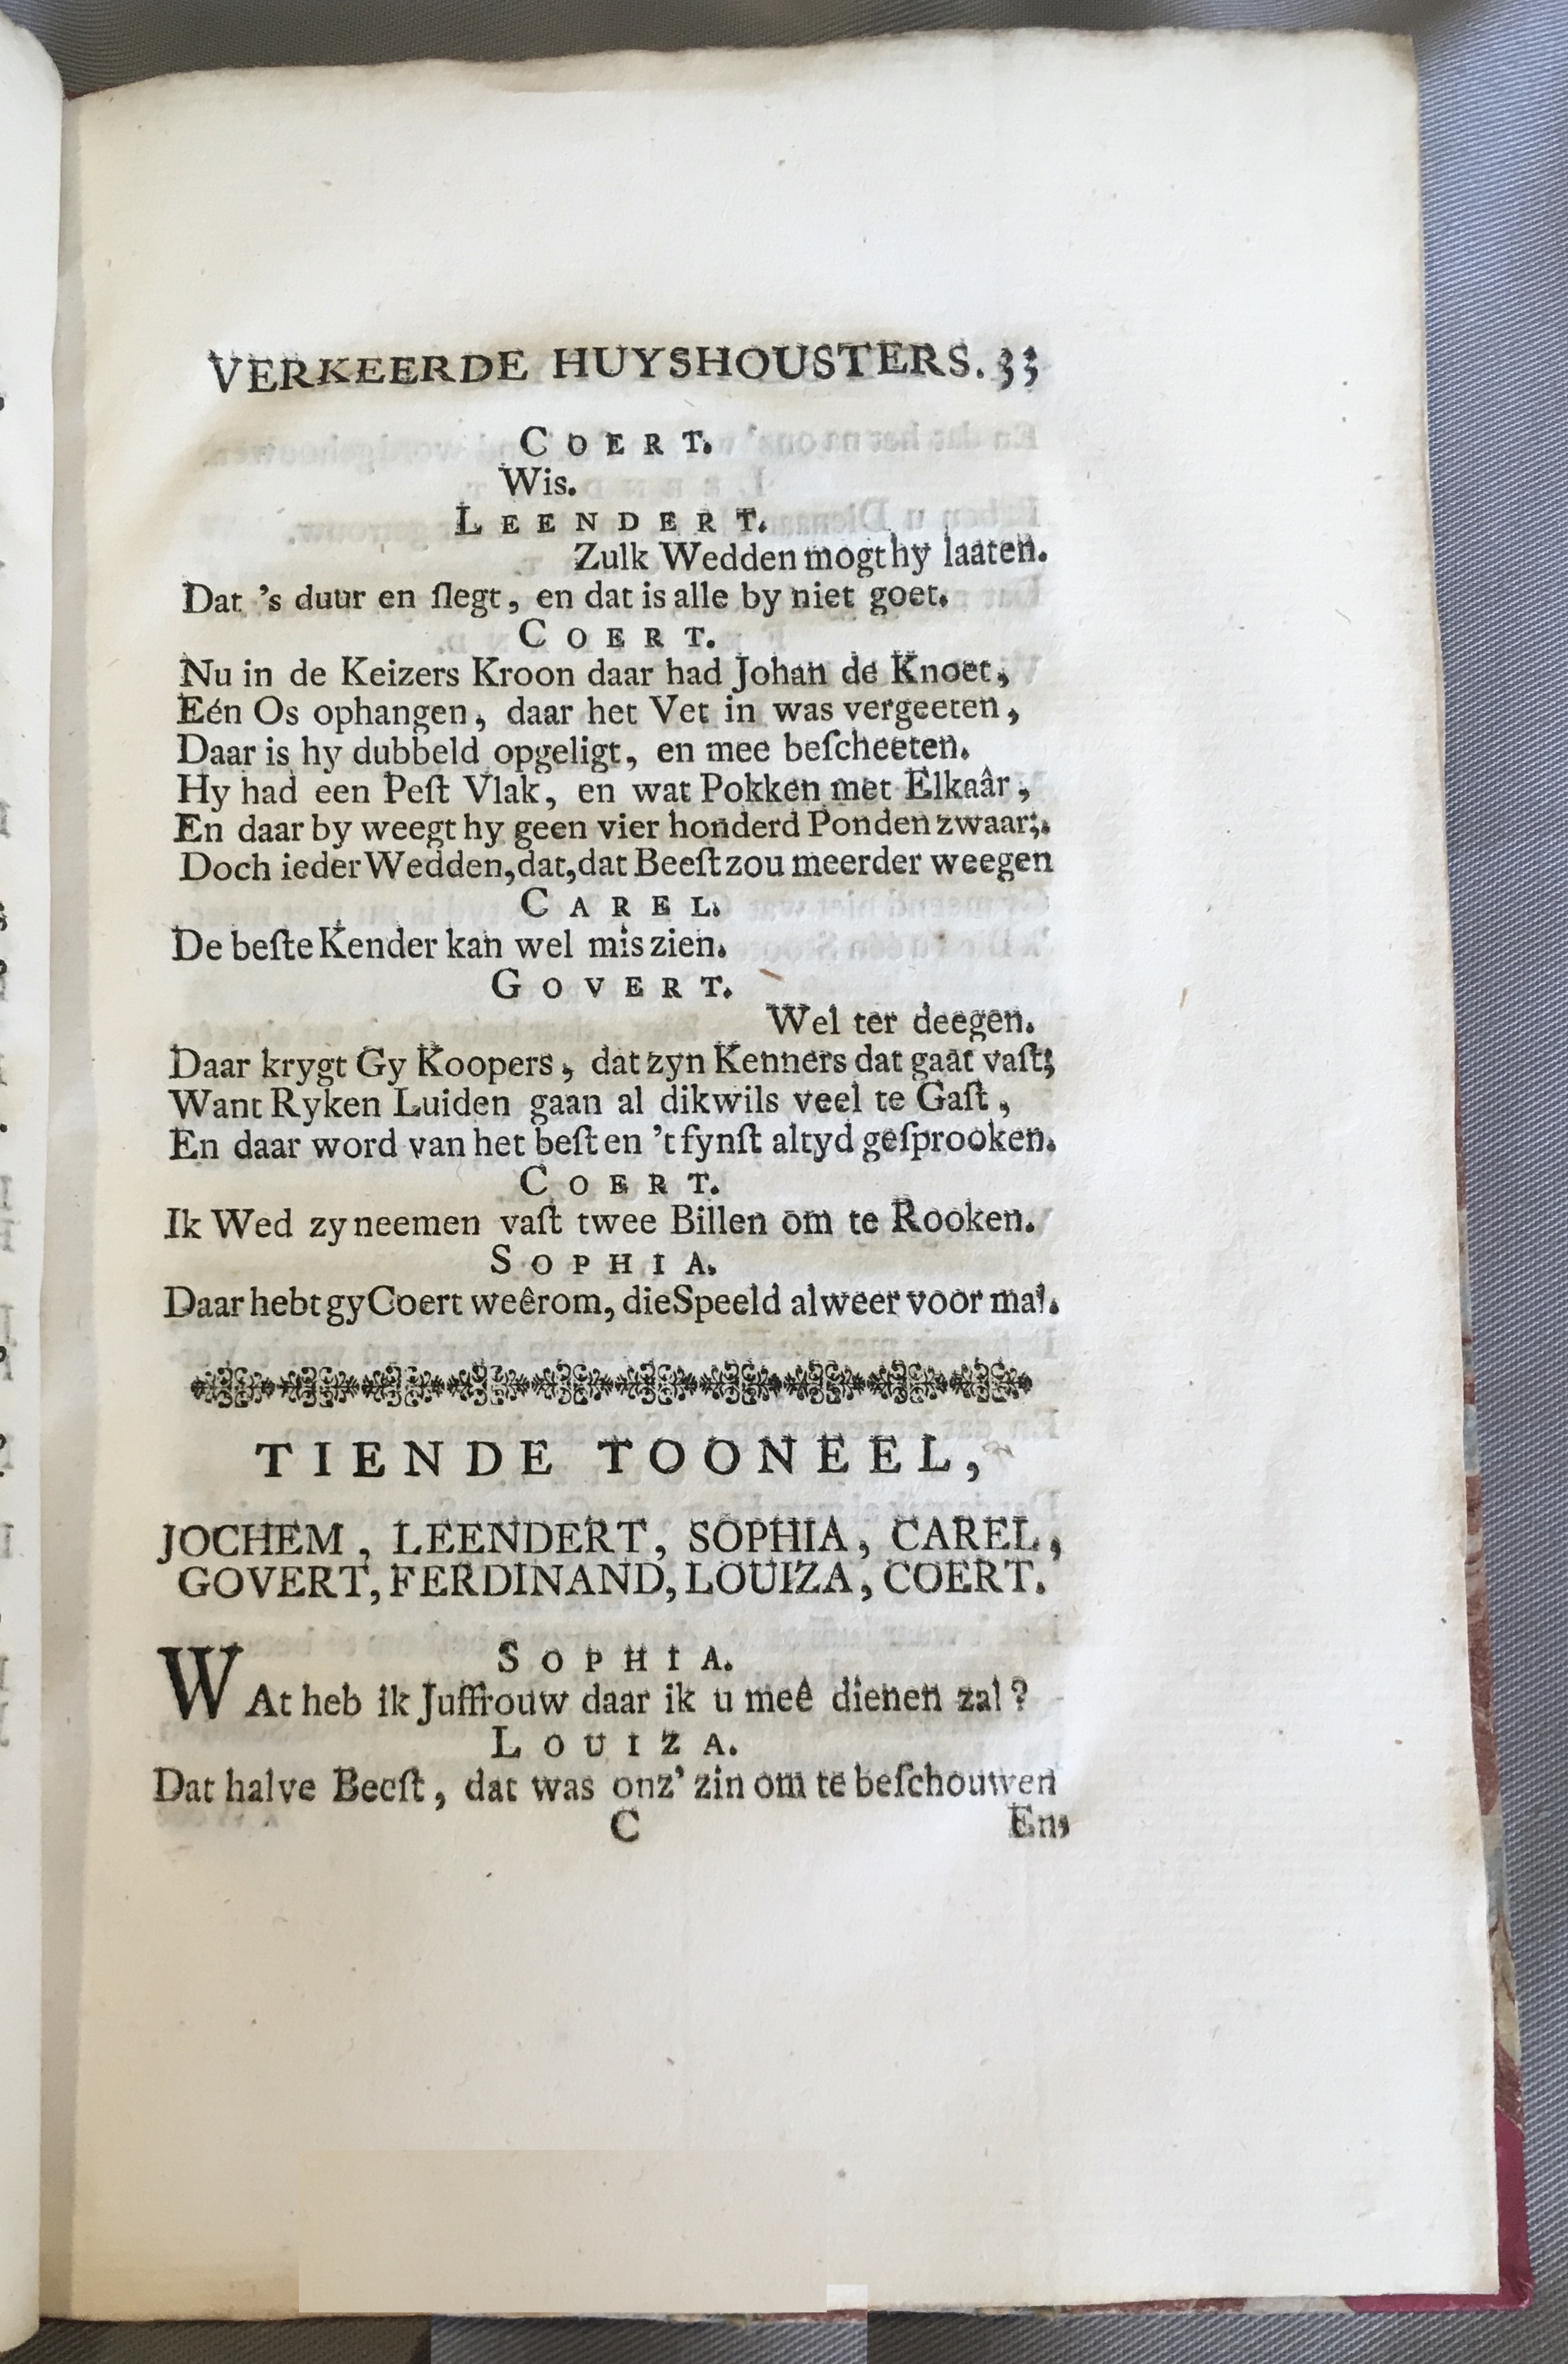 VERKEERDE HUYSHOUSTERS. 33
COERT.
Wis.
LEENDERT.
Zulk Wedden mogt hy laaten.
Dat 's duur en ſlegt, en dat is alle by niet goet.
COERT.
Nu in de Keizers Kroon daar had Johan de Knoet,
Eén Os ophangen, daar het Vet in was vergeeten,
Daar is hy dubbeld opgeligt, en mee beſcheeten.
Hy had een Peſt Vlak, en wat Pokken met Elkaâr,
En daar by weegt hy geen vier honderd Ponden zwaar;.
Doch ieder Wedden, dat, dat Beeſt zou meerder weegen
CAREL.
De beſte Kender kan wel mis zien.
GOVERT.
Wel ter deegen.
Daar krygt Gy Koopers, dat zyn Kenners dat gaat vaſt;
Want Ryken Luiden gaan al dikwils veel te Gaſt,
En daar word van het beſt en 't fynſt altyd geſprooken.
COERT.
Ik Wed zy neemen vaſt twee Billen om te Rooken.
SOPHIA.
Daar hebt gy Coert weêrom, die Speeld al weer voor mal.
TIENDE TOONEEL,
JOCHEM, LEENDERT, SOPHIA, CAREL,
GOVERT, FERDINAND, LOUIZA, COERT.
SOPHIA.
WAt heb ik Juffrouw daar ik u meê dienen zal?
LOUIZA.
Dat halve Beeſt, dat was onz' zin om te beſchouwen
C En,